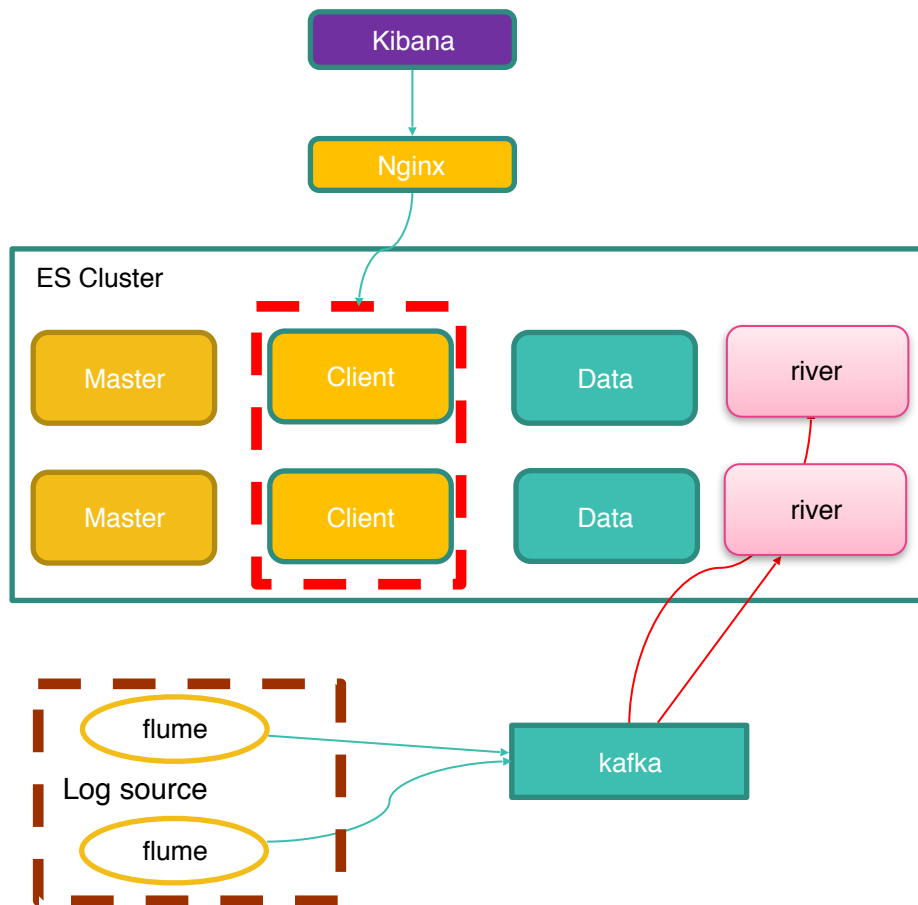 Kibana
Nginx
ES Cluster
Master
Client
Data
river
Master
Client
Data
river
flume
Log source
flume
kafka